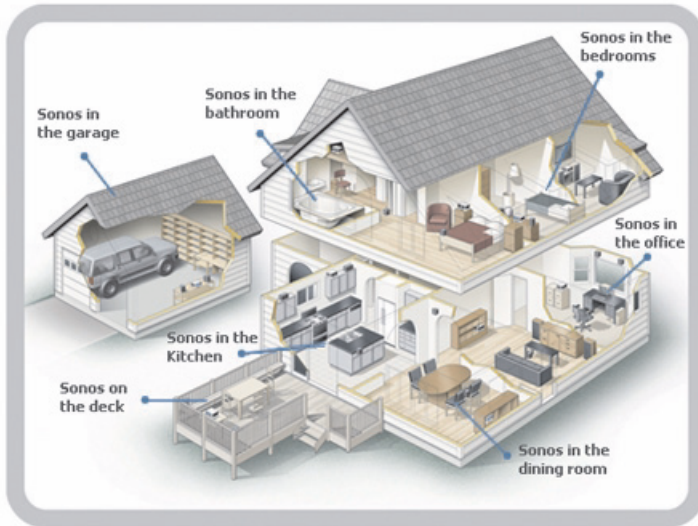 Sonos in the
bedrooms
Sonos in the
bathroom
Sonos in
the garage
Sonos in
the office
Sonos in the
Kitchen
Sonos on
the deck
Sonos in the
dining room